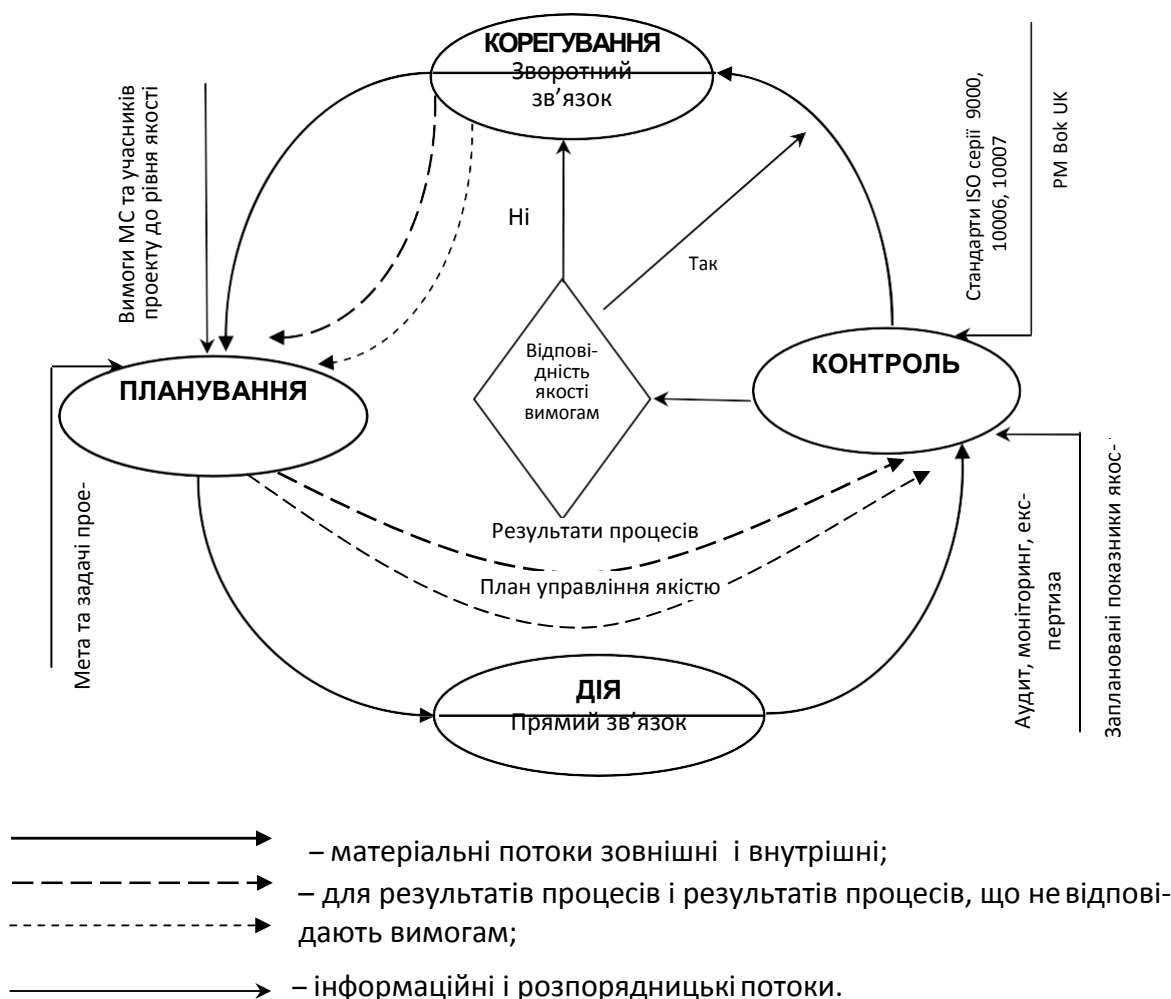 КОРЕГУВАННЯ
Зворотний
зв’язок
Вимоги МС та учасників
проекту до рівня якості
Стандарти ISO серії 9000,
10006, 10007
PM Bok UK
Ні
Так
ПЛАНУВАННЯ
Відпові-
дність
якості
вимогам
КОНТРОЛЬ
Мета та задачі прое-
Результати процесів
План управління якістю
Аудит, моніторинг, екс-
пертиза
Заплановані показники якос-
ДІЯ
Прямий зв’язок
– матеріальні потоки зовнішні і внутрішні;
– для результатів процесів і результатів процесів, що не відпові-
дають вимогам;
– інформаційні і розпорядницькі потоки.